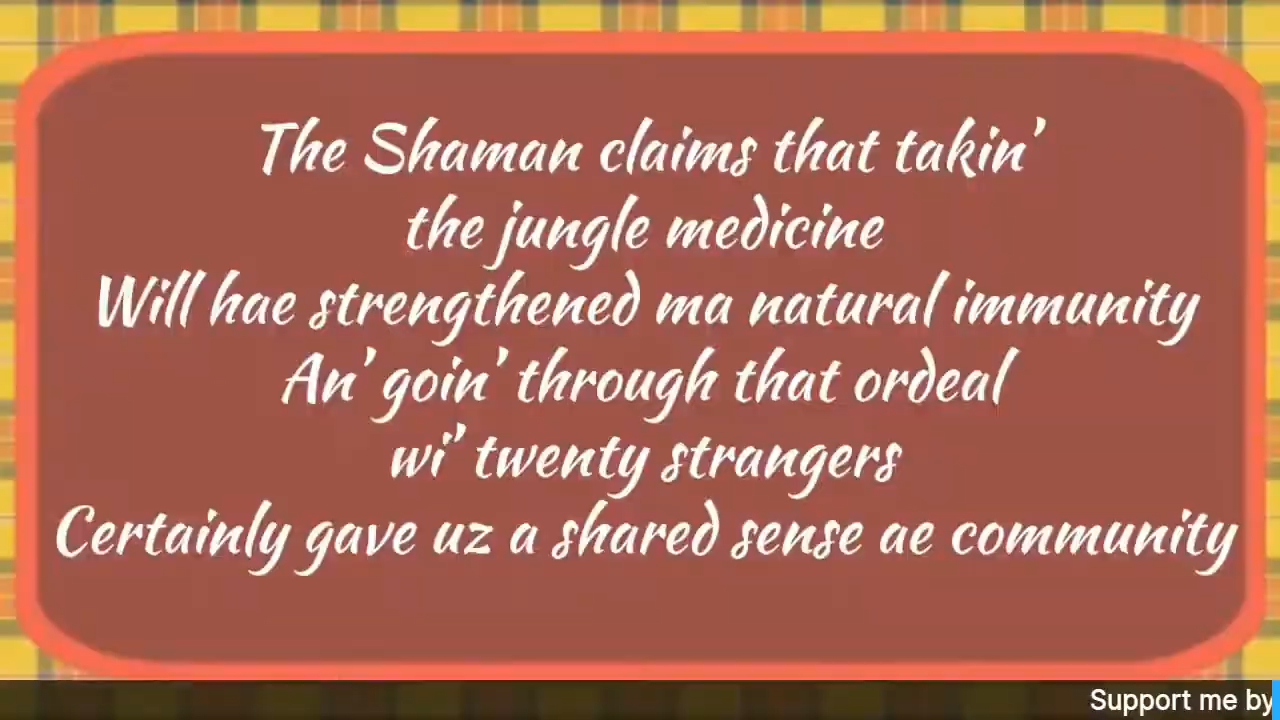 The Shaman claims that takin’
the jungle medicine
Will hae strengthened ma natural immunity
An’ goin’ through that ordeal
wi’ twenty strangers
Certainly gave uz a shared sense ae community
Support me by